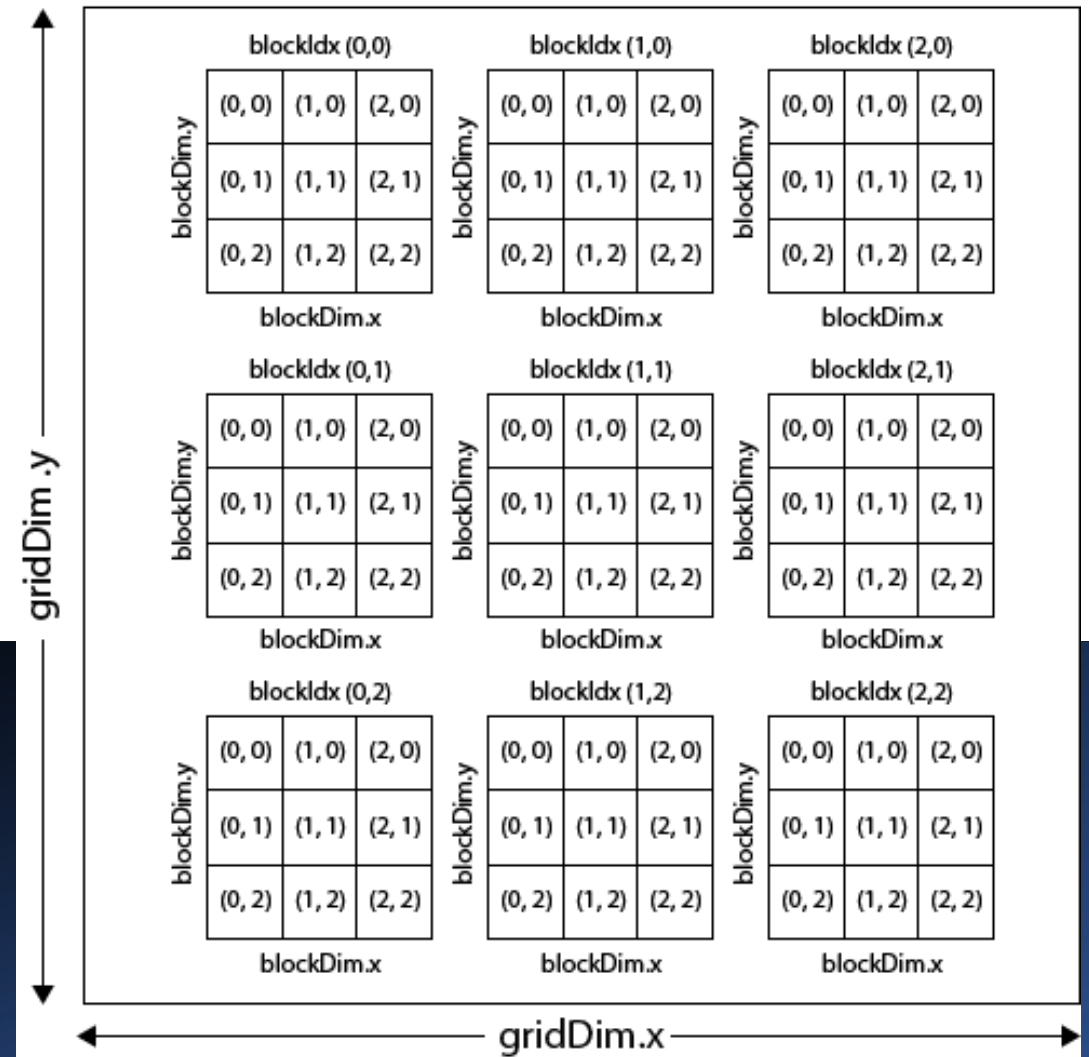 blockIdx (0,0) blockIdx (1,0) blockIdx (2,0)
(0, 0) (1, 0) (2, 0) (0, 0) (1, 0) (2, 0) (0, 0) (1, 0) (2, 0)
blockDim.y blockDim.y blockDim.y
(0, 1) (1, 1) (2, 1) (0, 1) (1, 1) (2, 1) (0, 1) (1, 1) (2, 1)
(0, 2) (1, 2) (2, 2) (0, 2) (1, 2) (2, 2) (0, 2) (1, 2) (2, 2)
blockDim.x blockDim.x blockDim.x
blockIdx (0,1) blockIdx (1,1) blockIdx (2,1)
(0, 0) (1, 0) (2, 0) (0, 0) (1, 0) (2, 0) (0, 0) (1, 0) (2, 0)
gridDim .y
blockDim.y blockDim.y blockDim.y
(0, 1) (1, 1) (2, 1) (0, 1) (1, 1) (2, 1) (0, 1) (1, 1) (2, 1)
(0, 2) (1, 2) (2, 2) (0, 2) (1, 2) (2, 2) (0, 2) (1, 2) (2, 2)
blockDim.x blockDim.x blockDim.x
blockIdx (0,2) blockIdx (1,2) blockIdx (2,2)
(0, 0) (1, 0) (2, 0) (0, 0) (1, 0) (2, 0) (0, 0) (1, 0) (2, 0)
blockDim.y blockDim.y blockDim.y
(0, 1) (1, 1) (2, 1) (0, 1) (1, 1) (2, 1) (0, 1) (1, 1) (2, 1)
(0, 2) (1, 2) (2, 2) (0, 2) (1, 2) (2, 2) (0, 2) (1, 2) (2, 2)
blockDim.x blockDim.x blockDim.x
gridDim.x